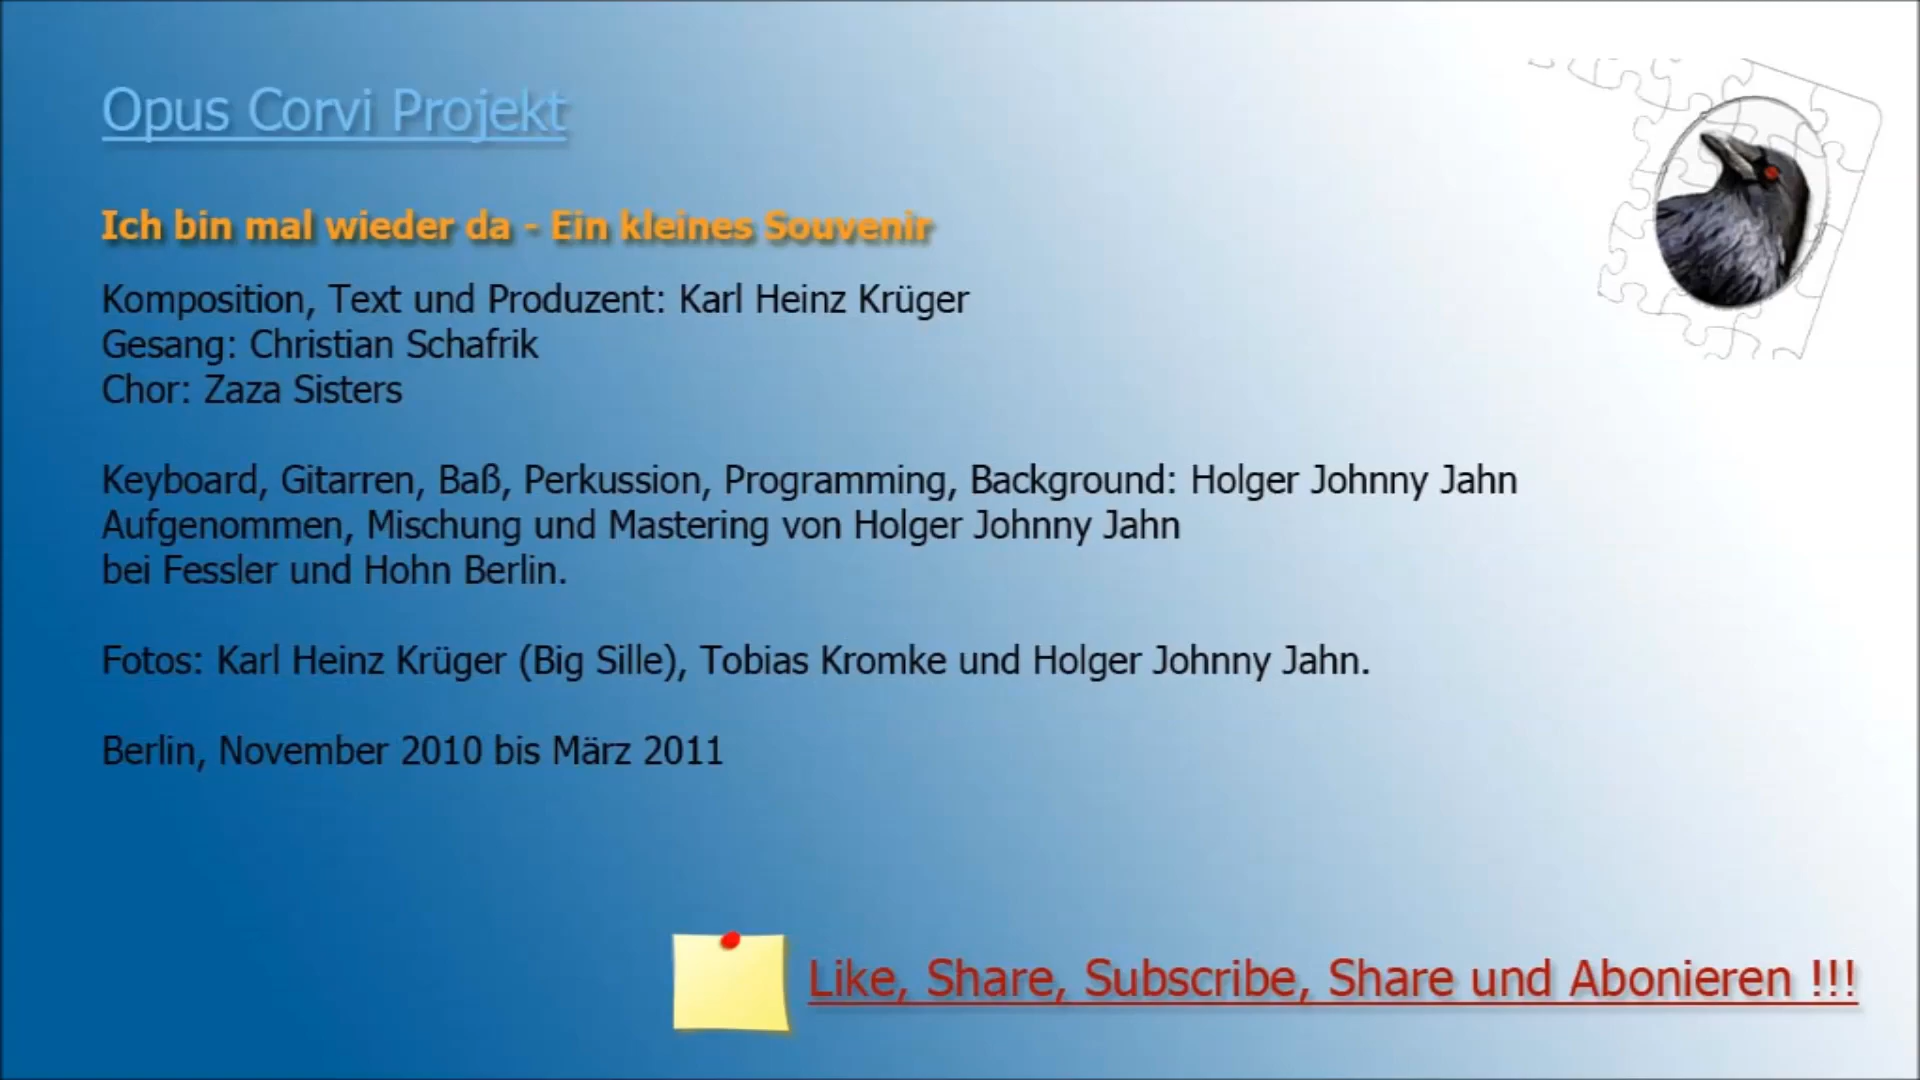 Opus Corvi Projekt
Ich bin mal wieder da - Ein kleines Souvenir
Komposition, Text und Produzent: Karl Heinz Krüger
Gesang: Christian Schafrik
Chor: Zaza Sisters
Keyboard, Gitarren, Baß, Perkussion, Programming, Background: Holger Johnny Jahn
Aufgenommen, Mischung und Mastering von Holger Johnny Jahn
bei Fessler und Hohn Berlin.
Fotos: Karl Heinz Krüger (Big Sille), Tobias Kromke und Holger Johnny Jahn.
Berlin, November 2010 bis März 2011
Like, Share, Subscribe, Share und Abonieren !!!